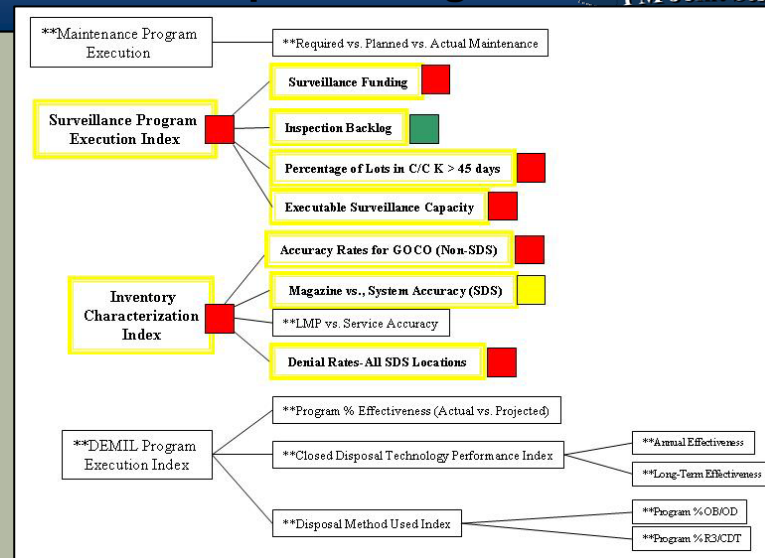 **Maintenance Program
Execution
**Required vs. Planned vs. Actual Maintenance
Surveillance Program
Execution Index
Surveillance Funding
Inspection Backlog
Percentage of Lots in C/C K > 45 days
Executable Surveillance Capacity
Inventory
Characterization
Index
Accuracy Rates for GOCO (Non-SDS)
Magazine vs., System Accuracy (SDS)
**LMP vs. Service Accuracy
Denial Rates-All SDS Locations
**DEMIL Program
Execution Index
**Program % Effectiveness (Actual vs. Projected)
**Closed Disposal Technology Performance Index
**Annual Effectiveness
**Long-Term Effectiveness
**Disposal Method Used Index
**Program %OB/OD
**Program %R3/CDT